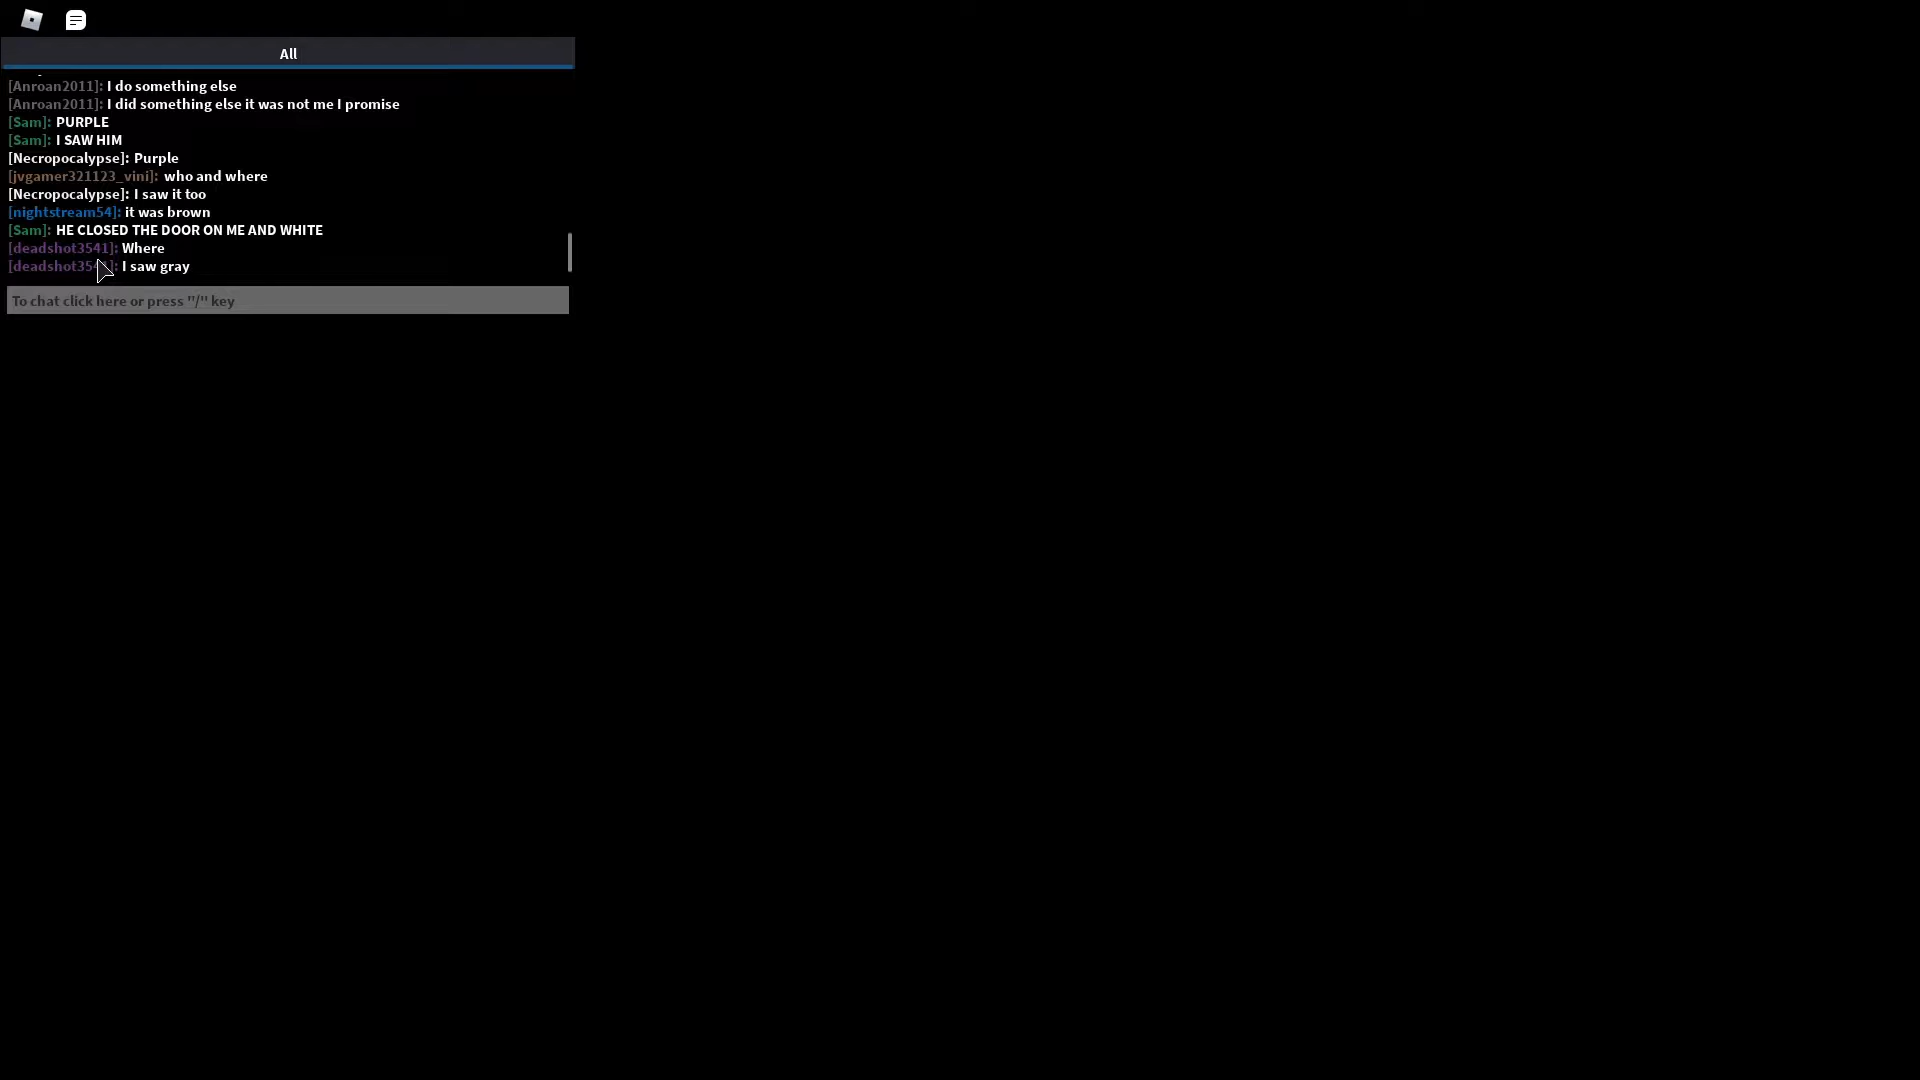 All
[Anroan2011]: I do something else
[Anroan2011]: I did something else it was not me I promise
[Sam]: PURPLE
[Sam]: I SAW HIM
[Necropocalypse]: Purple
[jvgamer321123_vini]: who and where
[Necropocalypse]: I saw it too
[nightstream54]: it was brown
[Sam]: HE CLOSED THE DOOR ON ME AND WHITE
[deadshot3541]: Where
[deadshot3541]: I saw gray
To chat click here or press "/" key